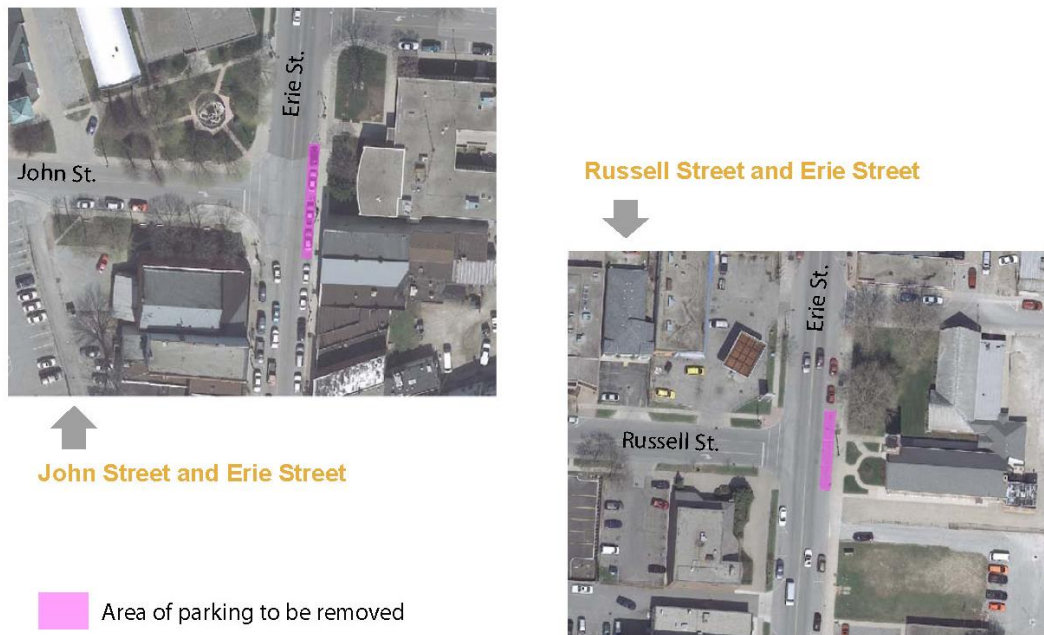 Erie St.
John St.
John Street and Erie Street
Russell Street and Erie Street
Erie St.
Russell St.
Area of parking to be removed